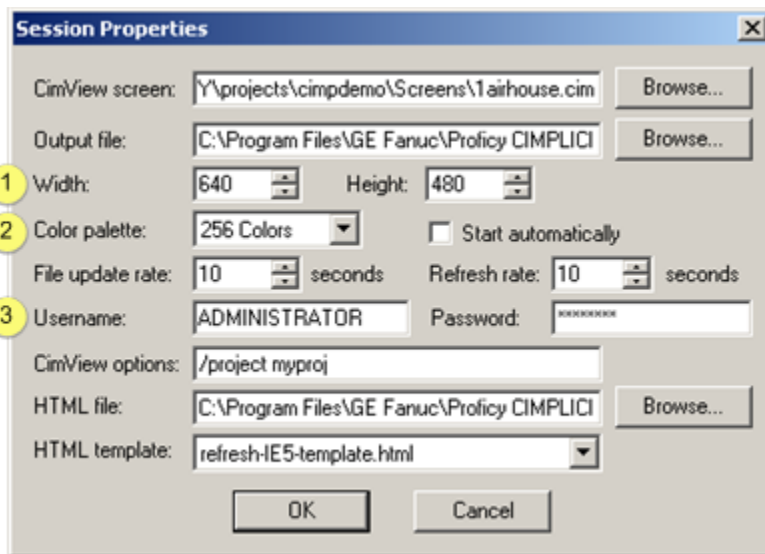 Session Properties
CimView screen: Y\projects\cimpdemo\Screens\1airhouse.cim Browse...
Output file: C:\Program Files\GE Fanuc\Proficy CIMPLICI Browse...
1 Width: 640 Height: 480
2 Color palette: 256 Colors Start automatically
File update rate: 10 seconds Refresh rate: 10 seconds
3 Username: ADMINISTRATOR Password: ********
CimView options: /project myproj
HTML file: C:\Program Files\GE Fanuc\Proficy CIMPLICI Browse...
HTML template: refresh-IE5-template.html
OK Cancel